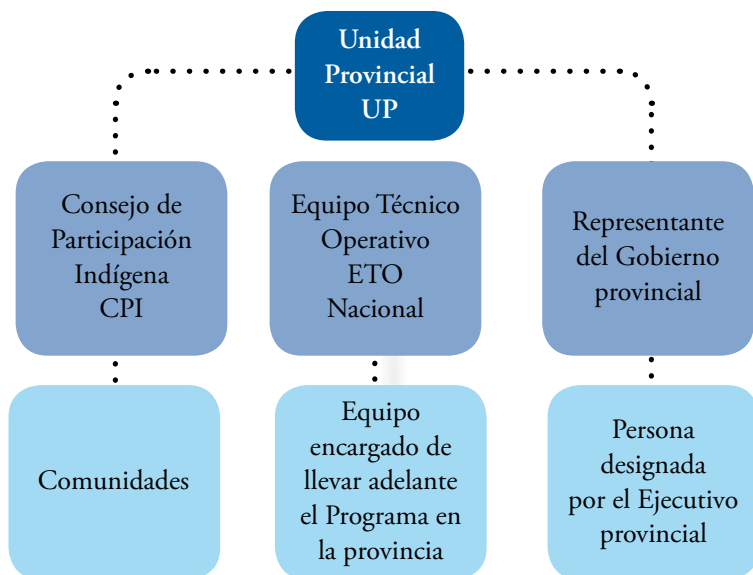 Unidad
Provincial
UP
Consejo de
Participación
Indígena
CPI
Equipo Técnico
Operativo
ETO
Nacional
Representante
del Gobierno
provincial
Comunidades
Equipo
encargado de
llevar adelante
el Programa en
la provincia
Persona
designada
por el Ejecutivo
provincial